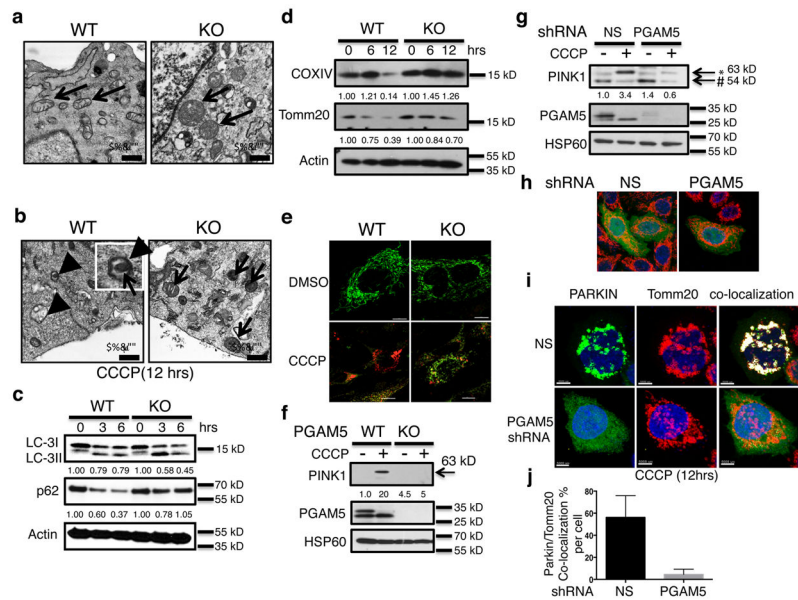 a
WT
KO
$%&'""
$%&'""
b
WT
KO
$%&'""
$%&'""
CCCP(12 hrs)
c
WT
KO
0 3 6 0 3 6 hrs
LC-3I
LC-3II
15 kD
1.00 0.79 0.79 1.00 0.58 0.45
p62
70 kD
55 kD
1.00 0.60 0.37 1.00 0.78 1.05
Actin
55 kD
35 kD
d
WT
KO
0 6 12 0 6 12 hrs
COXIV
15 kD
1.00 1.21 0.14 1.00 1.45 1.26
Tomm20
15 kD
1.00 0.75 0.39 1.00 0.84 0.70
Actin
55 kD
35 kD
e
WT
KO
DMSO
CCCP
f
PGAM5 WT KO
CCCP - + - +
63 kD
PINK1
1.0 20 4.5 5
PGAM5
35 kD
25 kD
HSP60
70 kD
55 kD
g
shRNA NS PGAM5
CCCP - + - +
PINK1
* 63 kD
# 54 kD
1.0 3.4 1.4 0.6
PGAM5
35 kD
25 kD
HSP60
70 kD
55 kD
h
shRNA NS PGAM5
i
PARKIN Tomm20 co-localization
NS
PGAM5
shRNA
CCCP (12hrs)
j
Parkin/Tomm20
Co-localization %
per cell
80
60
40
20
0
shRNA NS PGAM5